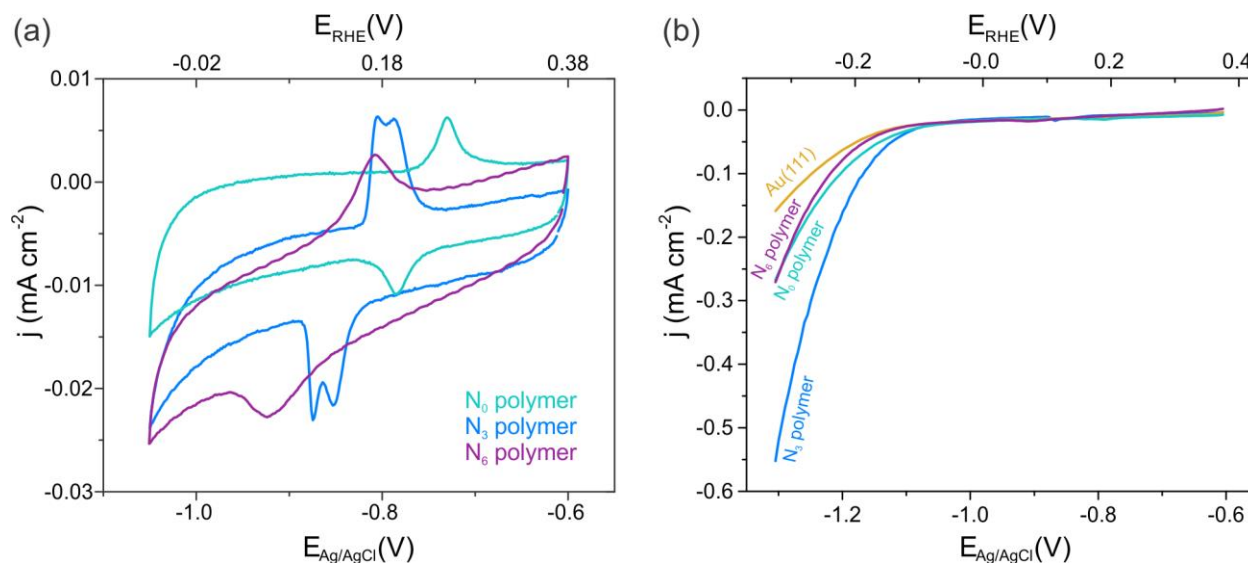 (a)
E_RHE(V)
-0.02 0.18 0.38
0.01
0.00
-0.01
-0.02
-0.03
j (mA cm⁻²)
N₀ polymer
N₃ polymer
N₆ polymer
-1.0 -0.8 -0.6
E_Ag/AgCl(V)
(b)
E_RHE(V)
-0.2 -0.0 0.2 0.4
0.0
-0.1
-0.2
-0.3
-0.4
-0.5
-0.6
j (mA cm⁻²)
Au(111)
N₆ polymer
N₀ polymer
N₃ polymer
-1.2 -1.0 -0.8 -0.6
E_Ag/AgCl(V)